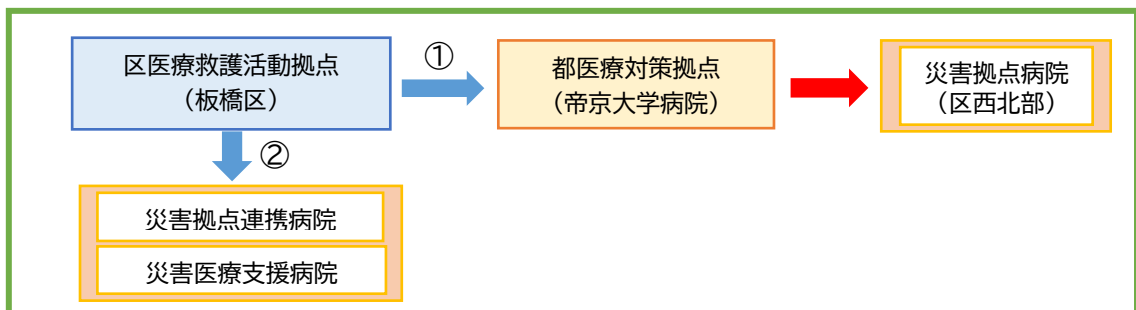 区医療救護活動拠点
（板橋区）
①
都医療対策拠点
（帝京大学病院）
災害拠点病院
（区西北部）
②
災害拠点連携病院
災害医療支援病院